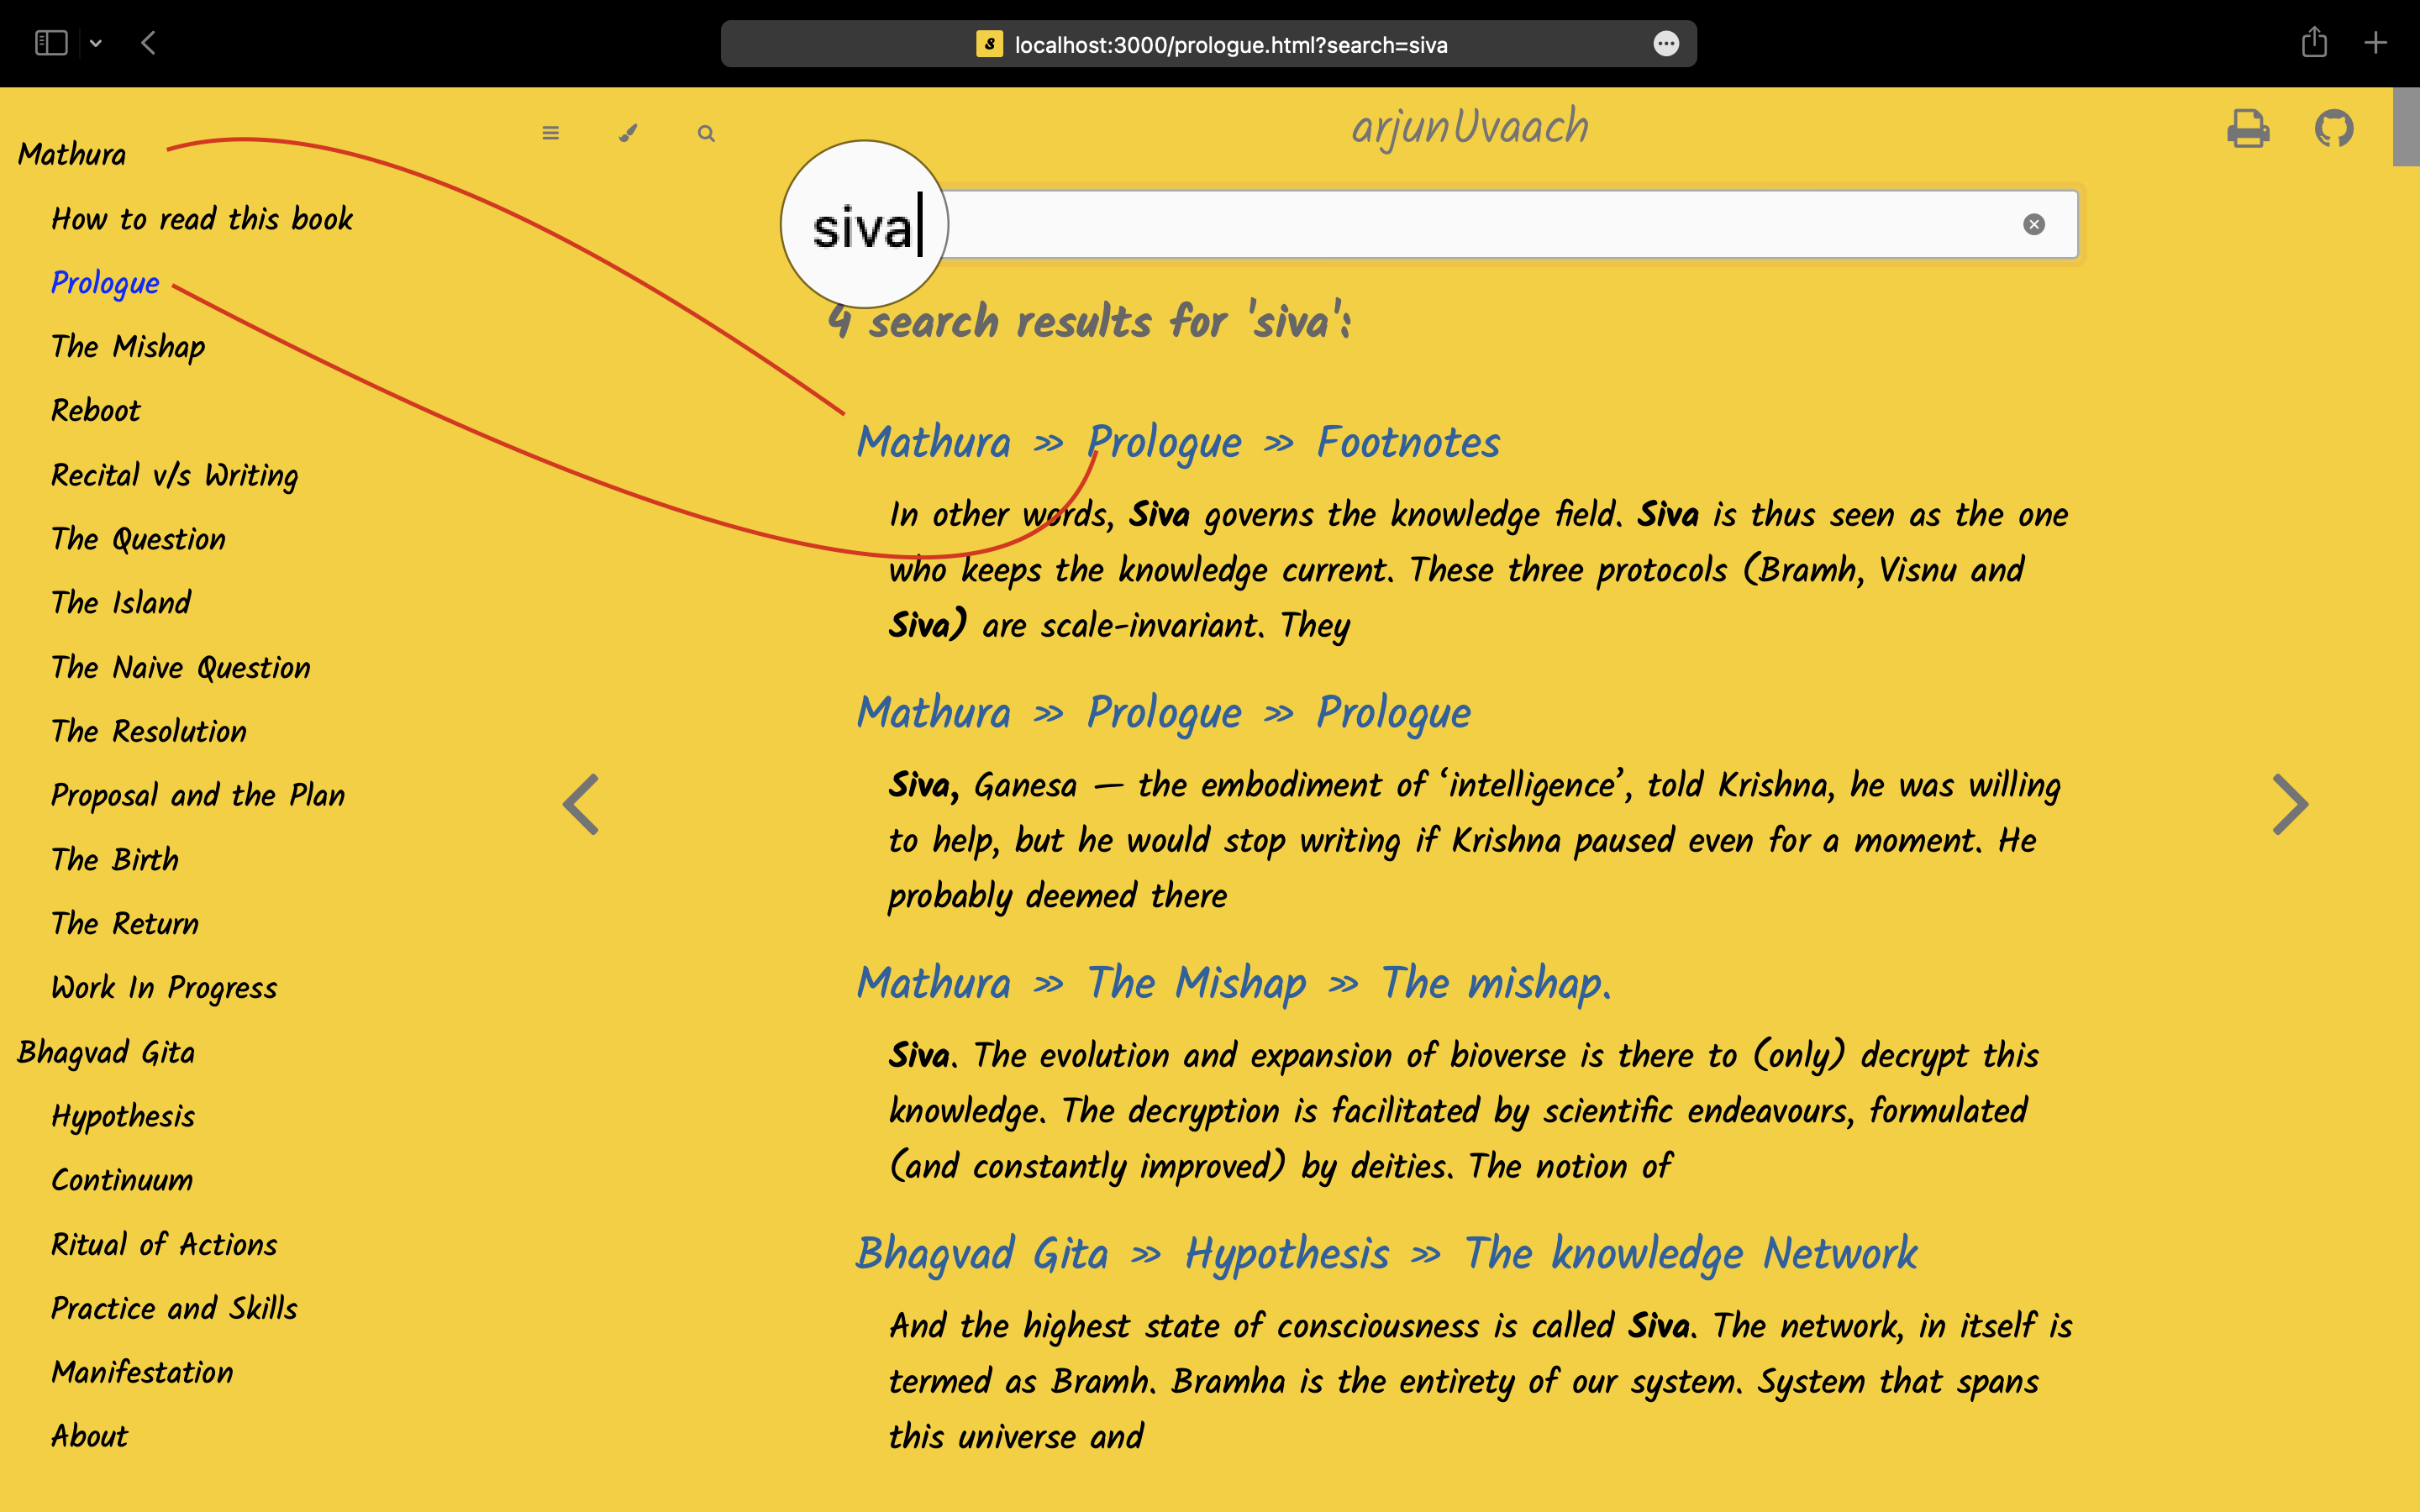 localhost:3000/prologue.html?search=siva
arjunUvaach
Mathura
How to read this book
Prologue
The Mishap
Reboot
Recital v/s Writing
The Question
The Island
The Naive Question
The Resolution
Proposal and the Plan
The Birth
The Return
Work In Progress
Bhagvad Gita
Hypothesis
Continuum
Ritual of Actions
Practice and Skills
Manifestation
About
siva
4 search results for 'siva':
Mathura » Prologue » Footnotes
In other words, Siva governs the knowledge field. Siva is thus seen as the one
who keeps the knowledge current. These three protocols (Bramh, Visnu and
Siva) are scale-invariant. They
Mathura » Prologue » Prologue
Siva, Ganesa — the embodiment of ‘intelligence’, told Krishna, he was willing
to help, but he would stop writing if Krishna paused even for a moment. He
probably deemed there
Mathura » The Mishap » The mishap.
Siva. The evolution and expansion of bioverse is there to (only) decrypt this
knowledge. The decryption is facilitated by scientific endeavours, formulated
(and constantly improved) by deities. The notion of
Bhagvad Gita » Hypothesis » The knowledge Network
And the highest state of consciousness is called Siva. The network, in itself is
termed as Bramh. Bramha is the entirety of our system. System that spans
this universe and